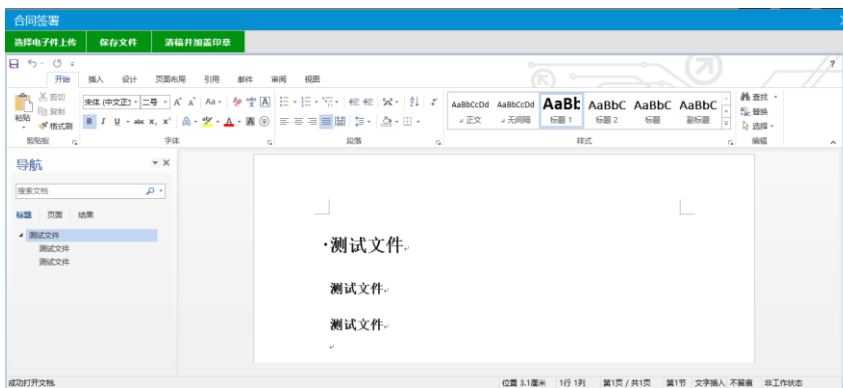 合同签署
选择电子件上传 保存文件 清稿并加盖印章
开始 插入 设计 页面布局 引用 邮件 审阅 视图
剪切 宋体 (中文正) 二号 A A Aa A 查找
复制 AaBbCcDd AaBbCcDd AaBb AaBbC AaBbC AaBbC 替换
粘贴 格式刷 B I U abc X, X' A A A 正文 无间隔 标题 1 标题 2 标题 副标题 选择
剪贴板 字体 段落 样式 编辑
导航
搜索文档
标题 页面 结果
测试文件
测试文件
测试文件
测试文件
测试文件
测试文件
成功打开文档. 位置 3.1厘米 1行 1列 第1页 / 共1页 第1节 文字插入 不留痕 非工作状态